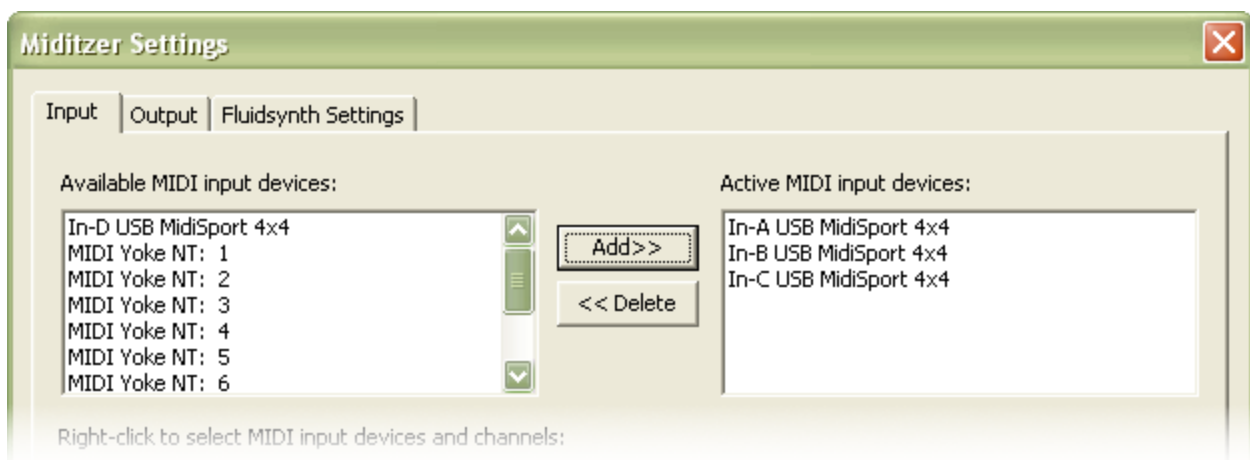 Miditzer Settings
Input Output Fluidsynth Settings
Available MIDI input devices:
In-D USB MidiSport 4x4
MIDI Yoke NT: 1
MIDI Yoke NT: 2
MIDI Yoke NT: 3
MIDI Yoke NT: 4
MIDI Yoke NT: 5
MIDI Yoke NT: 6
Add>>
<< Delete
Active MIDI input devices:
In-A USB MidiSport 4x4
In-B USB MidiSport 4x4
In-C USB MidiSport 4x4
Right-click to select MIDI input devices and channels: